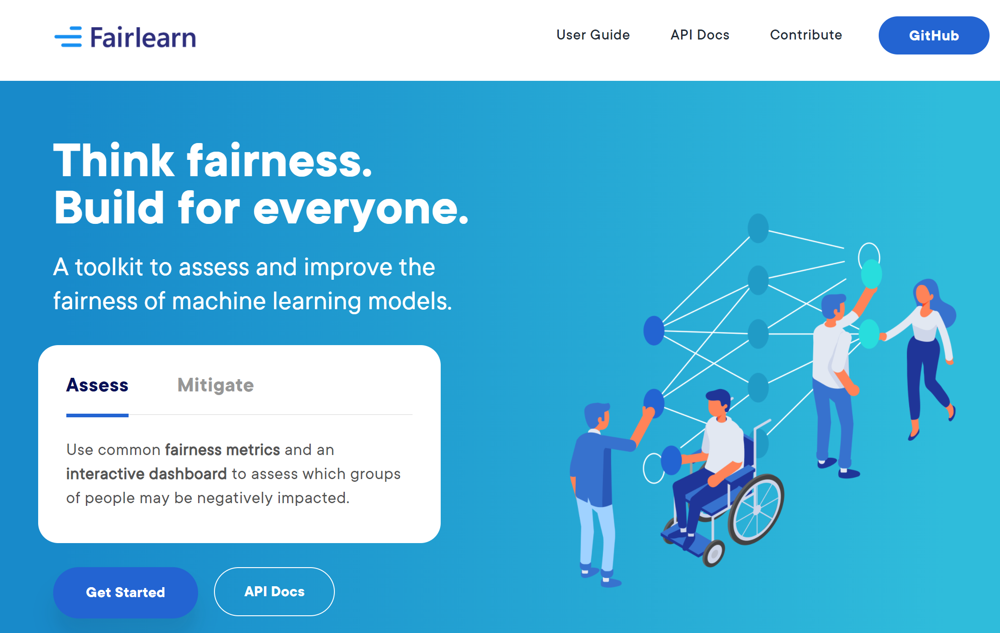 Fairlearn
User Guide
API Docs
Contribute
GitHub
Think fairness.
Build for everyone.
A toolkit to assess and improve the
fairness of machine learning models.
Assess
Mitigate
Use common fairness metrics and an
interactive dashboard to assess which groups
of people may be negatively impacted.
Get Started
API Docs